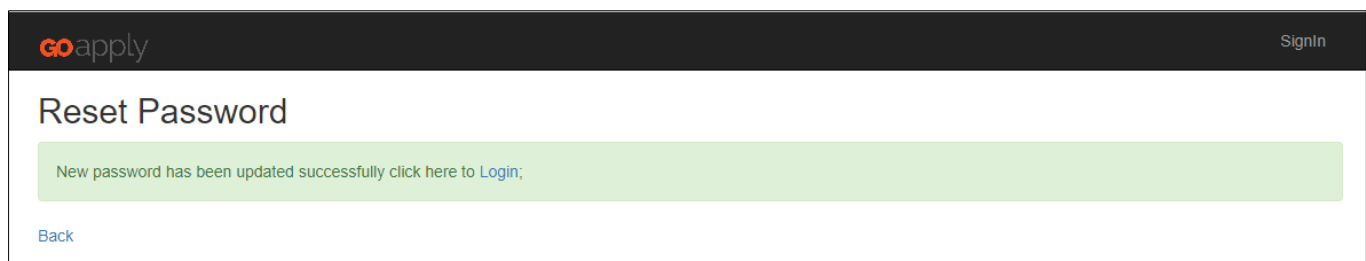 GOapply
SignIn
Reset Password
New password has been updated successfully click here to Login;
Back